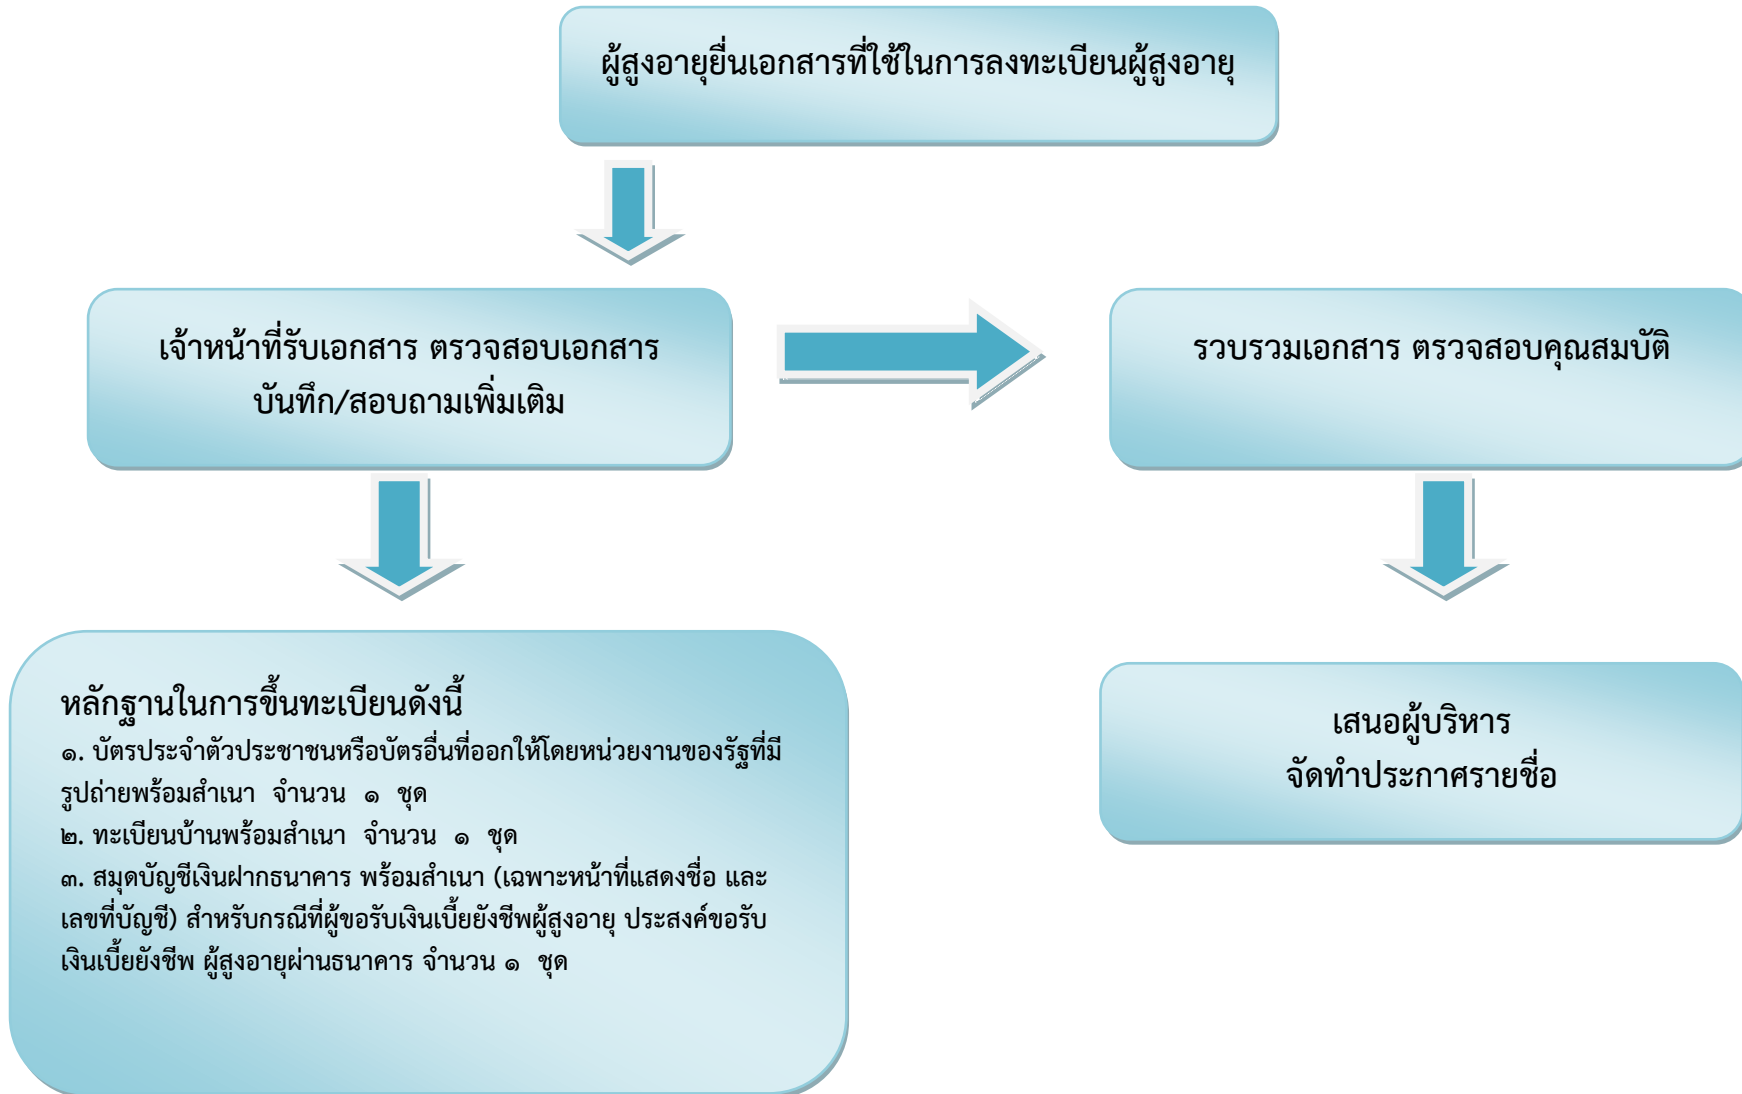 ผู้สูงอายุยื่นเอกสารที่ใช้ในการลงทะเบียนผู้สูงอายุ
เจ้าหน้าที่รับเอกสาร ตรวจสอบเอกสาร
บันทึก/สอบถามเพิ่มเติม
รวบรวมเอกสาร ตรวจสอบคุณสมบัติ
หลักฐานในการขึ้นทะเบียนดังนี้
๑. บัตรประจำตัวประชาชนหรือบัตรอื่นที่ออกให้โดยหน่วยงานของรัฐที่มี
รูปถ่ายพร้อมสำเนา จำนวน ๑ ชุด
๒. ทะเบียนบ้านพร้อมสำเนา จำนวน ๑ ชุด
๓. สมุดบัญชีเงินฝากธนาคาร พร้อมสำเนา (เฉพาะหน้าที่แสดงชื่อ และ
เลขที่บัญชี) สำหรับกรณีที่ผู้ขอรับเงินเบี้ยยังชีพผู้สูงอายุ ประสงค์ขอรับ
เงินเบี้ยยังชีพ ผู้สูงอายุผ่านธนาคาร จำนวน ๑ ชุด
เสนอผู้บริหาร
จัดทำประกาศรายชื่อ